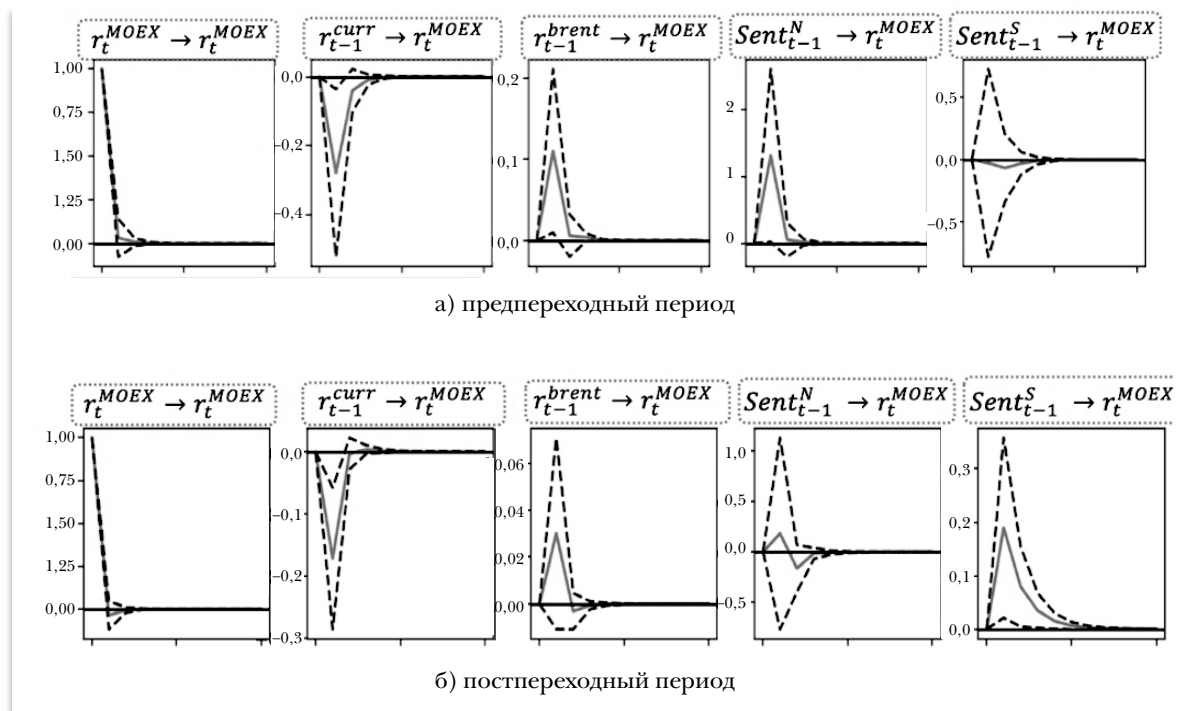 r_t^{MOEX} → r_t^{MOEX} r_{t-1}^{curr} → r_t^{MOEX} r_{t-1}^{brent} → r_t^{MOEX} Sent_{t-1}^{N} → r_t^{MOEX} Sent_{t-1}^{S} → r_t^{MOEX}
1,00 0,0 0,2 2 0,5
0,75 –0,2 0,1 1 0,0
1,50 –0,4 0,0 0 –0,5
1,25
0,00
а) предпереходный период
r_t^{MOEX} → r_t^{MOEX} r_{t-1}^{curr} → r_t^{MOEX} r_{t-1}^{brent} → r_t^{MOEX} Sent_{t-1}^{N} → r_t^{MOEX} Sent_{t-1}^{S} → r_t^{MOEX}
1,00 0,0 0,06 1,0 0,3
0,75 –0,1 0,04 0,5 0,2
1,50 –0,2 0,02 0,0 0,1
1,25 –0,3 0,00 –0,5 0,0
0,00
б) постпереходный период